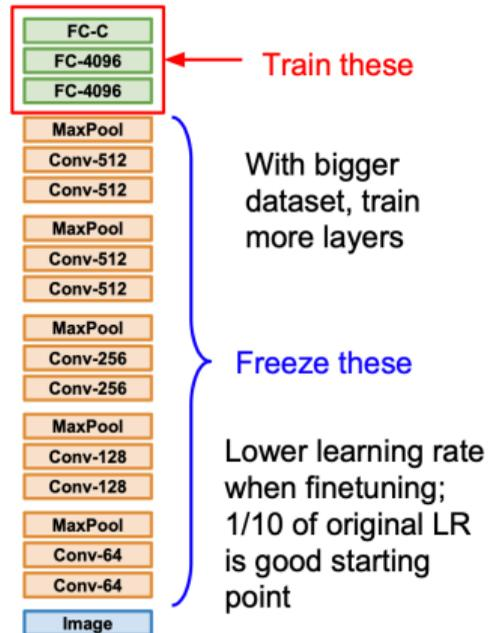 FC-C
FC-4096
FC-4096
MaxPool
Conv-512
Conv-512
MaxPool
Conv-512
Conv-512
MaxPool
Conv-256
Conv-256
MaxPool
Conv-128
Conv-128
MaxPool
Conv-64
Conv-64
Image
Train these
With bigger
dataset, train
more layers
Freeze these
Lower learning rate
when finetuning;
1/10 of original LR
is good starting
point